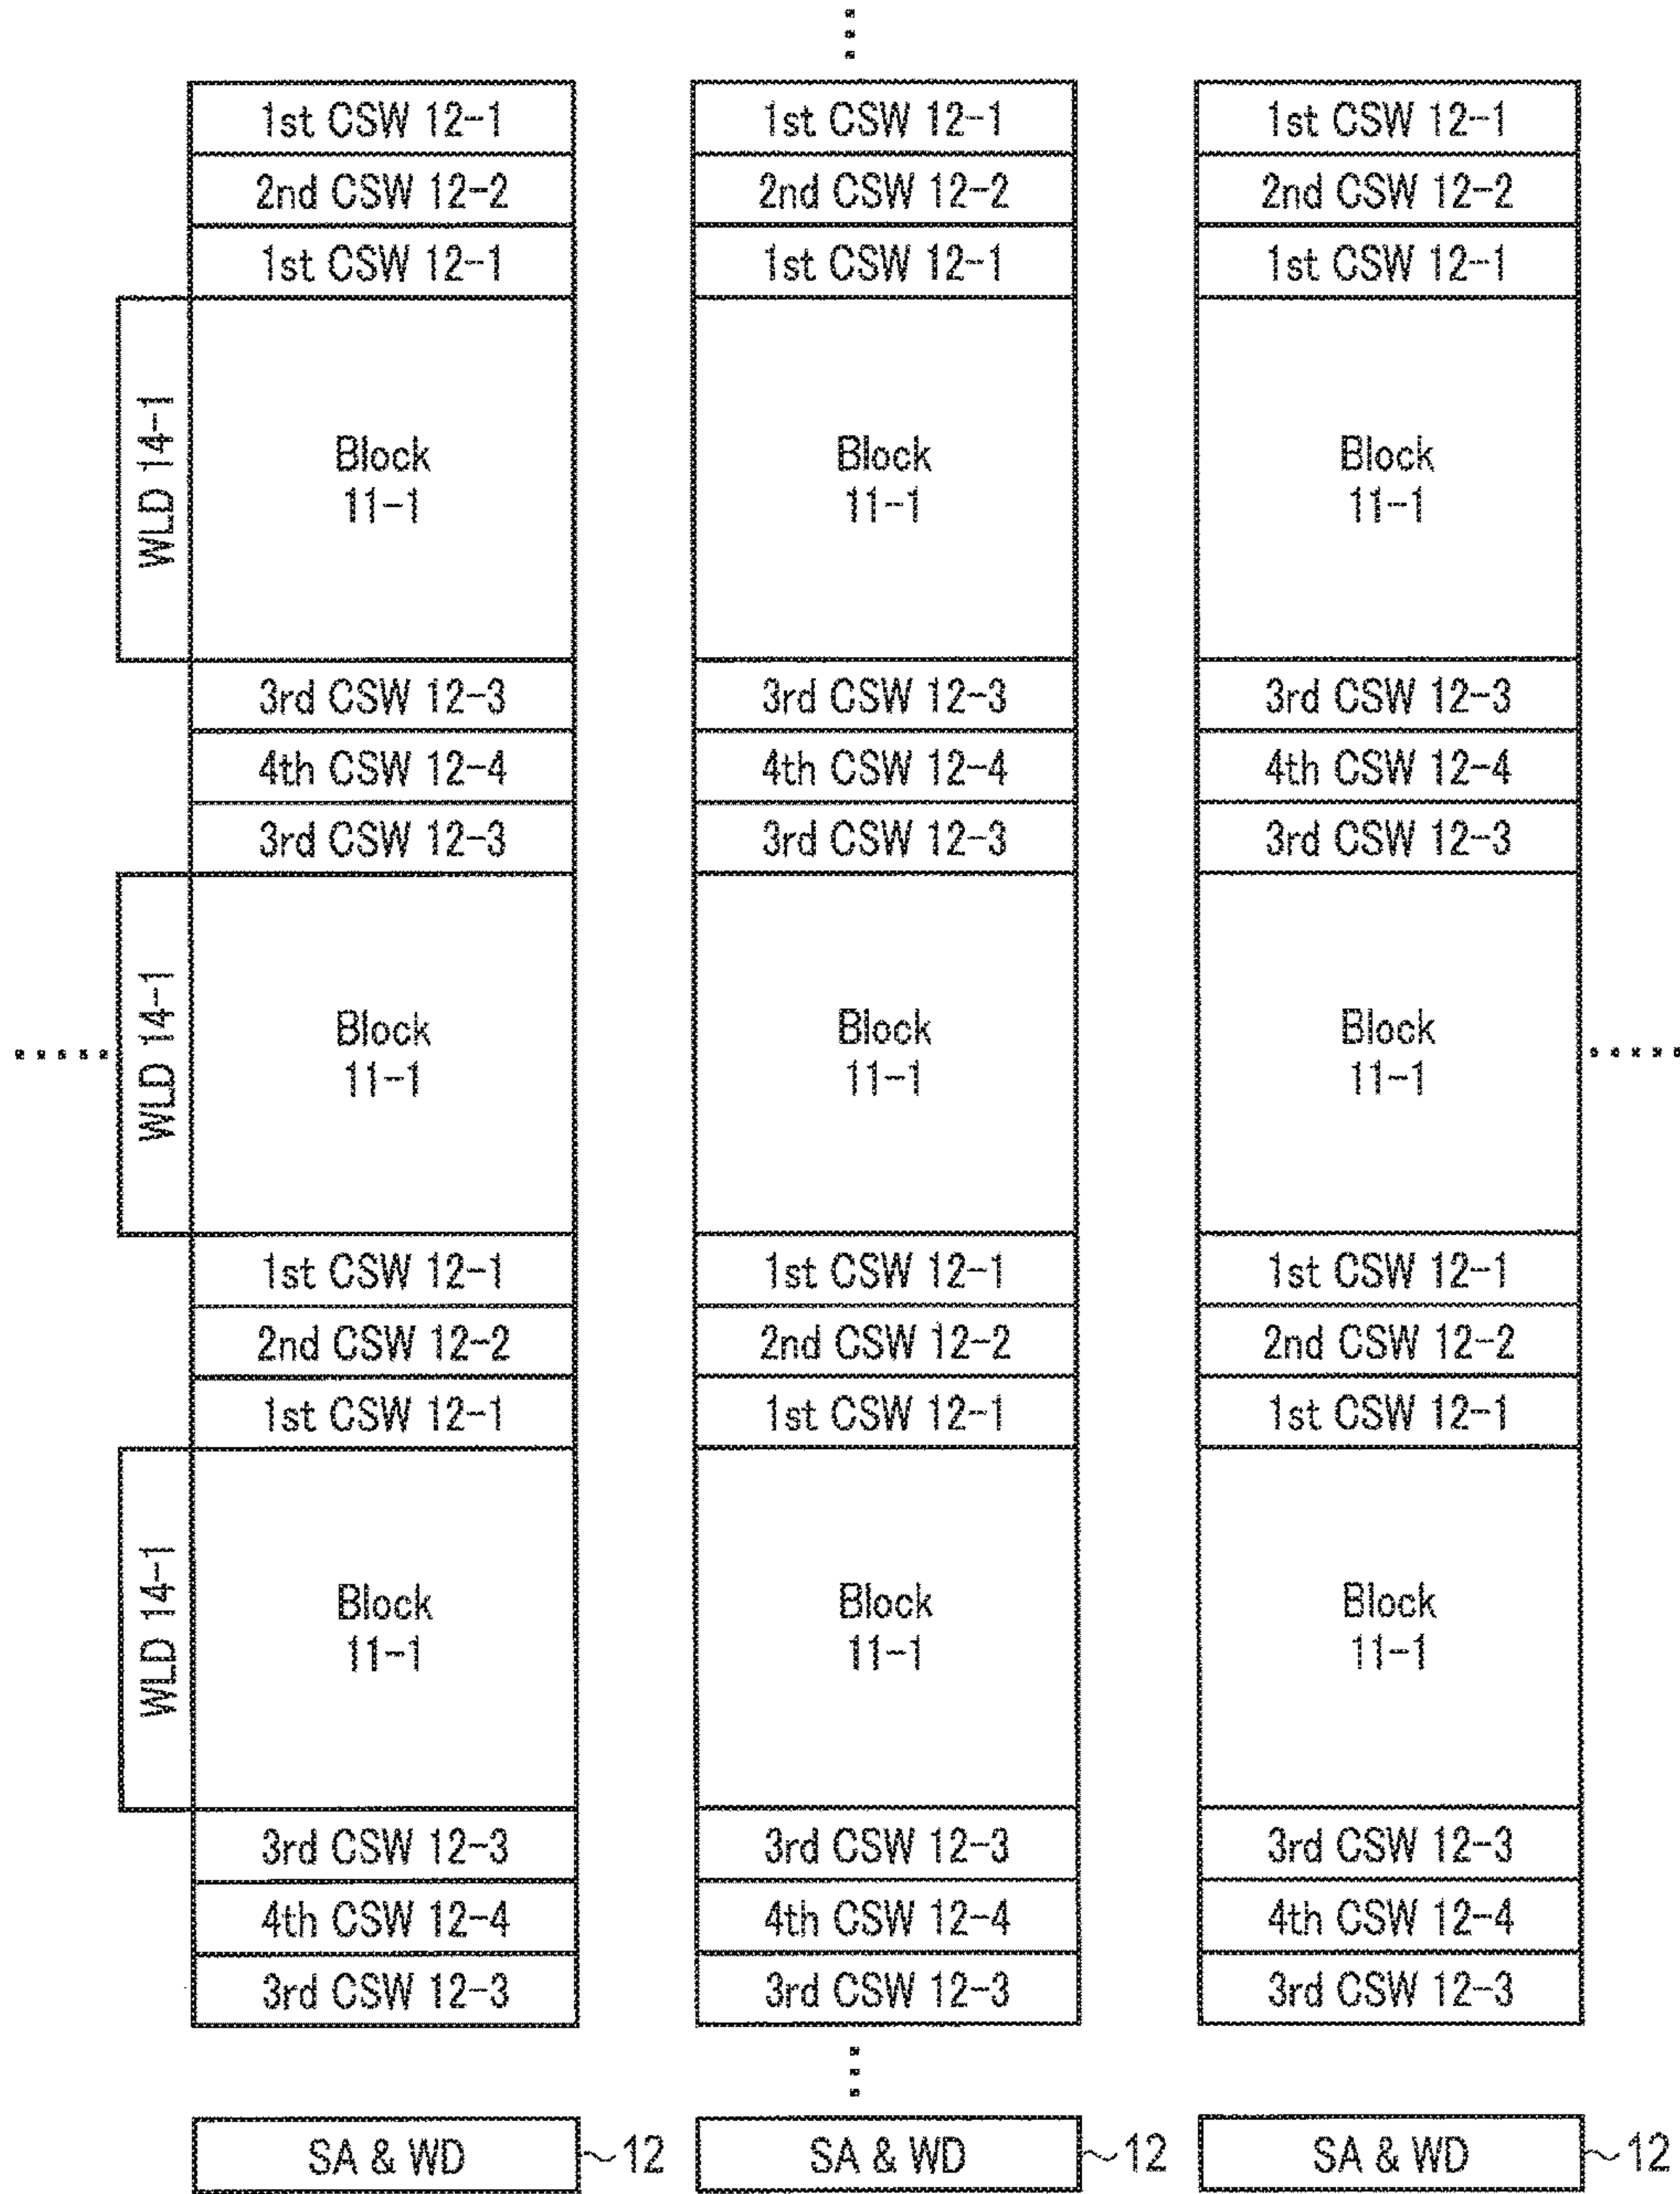 1st CSW 12-1 1st CSW 12-1 1st CSW 12-1
2nd CSW 12-2 2nd CSW 12-2 2nd CSW 12-2
1st CSW 12-1 1st CSW 12-1 1st CSW 12-1
WLD 14-1
Block Block Block
11-1 11-1 11-1
3rd CSW 12-3 3rd CSW 12-3 3rd CSW 12-3
4th CSW 12-4 4th CSW 12-4 4th CSW 12-4
3rd CSW 12-3 3rd CSW 12-3 3rd CSW 12-3
WLD 14-1
Block Block Block
11-1 11-1 11-1
1st CSW 12-1 1st CSW 12-1 1st CSW 12-1
2nd CSW 12-2 2nd CSW 12-2 2nd CSW 12-2
1st CSW 12-1 1st CSW 12-1 1st CSW 12-1
WLD 14-1
Block Block Block
11-1 11-1 11-1
3rd CSW 12-3 3rd CSW 12-3 3rd CSW 12-3
4th CSW 12-4 4th CSW 12-4 4th CSW 12-4
3rd CSW 12-3 3rd CSW 12-3 3rd CSW 12-3
SA & WD ~12 SA & WD ~12 SA & WD ~12